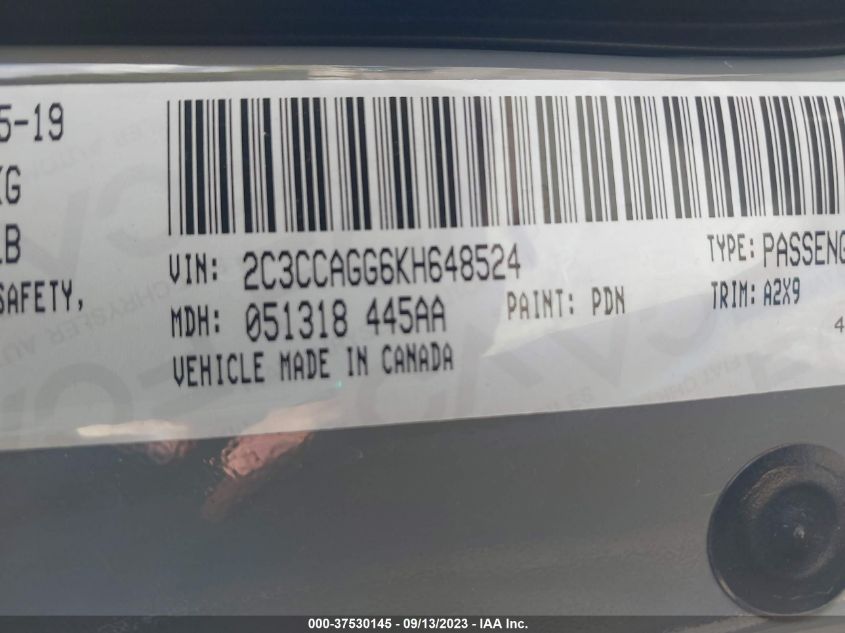 5-19
KG
LB
SAFETY,
VIN: 2C3CCAGG6KH648524
TYPE: PASSENG
MDH: 051318 445AA
PAINT: PDN
TRIM: A2X9
VEHICLE MADE IN CANADA
4
000-37530145 - 09/13/2023 - IAA Inc.